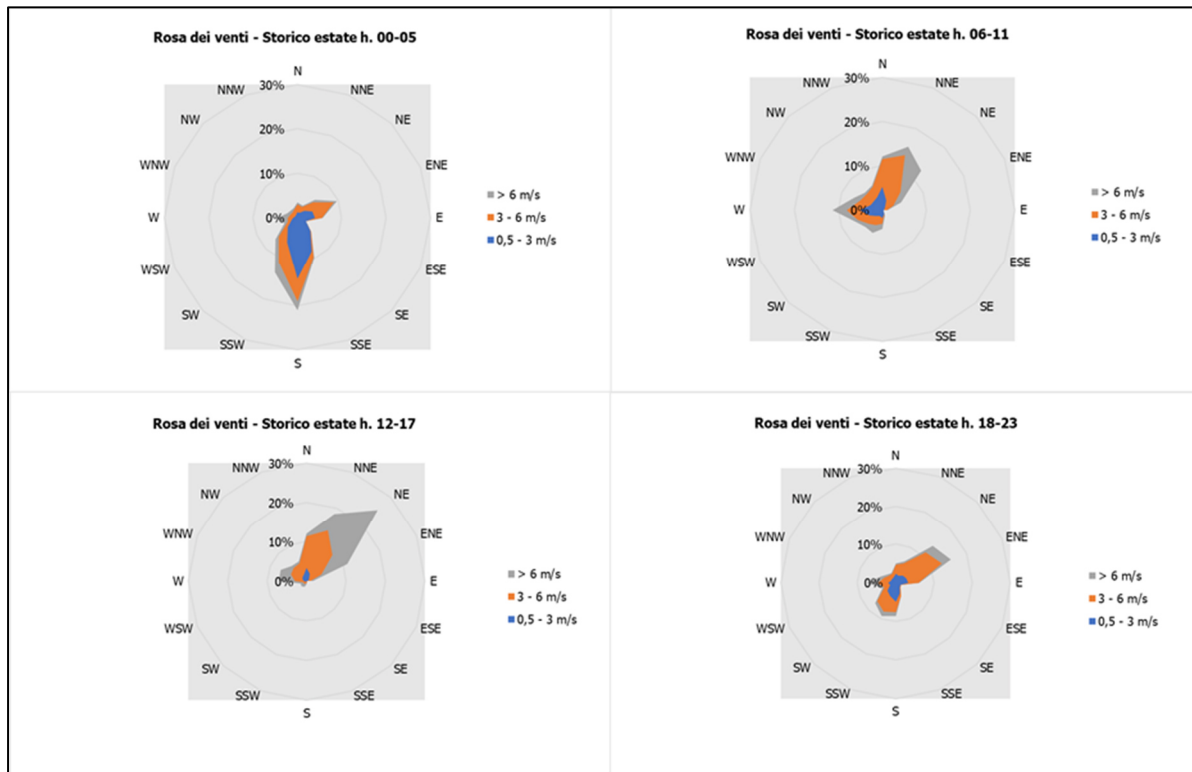 Rosa dei venti - Storico estate h. 00-05
N
NNE
NE
ENE
E
ESE
SE
SSE
S
SSW
SW
WSW
W
WNW
NW
NNW
30%
20%
10%
0%
> 6 m/s
3 - 6 m/s
0,5 - 3 m/s
Rosa dei venti - Storico estate h. 06-11
N
NNE
NE
ENE
E
ESE
SE
SSE
S
SSW
SW
WSW
W
WNW
NW
NNW
30%
20%
10%
0%
> 6 m/s
3 - 6 m/s
0,5 - 3 m/s
Rosa dei venti - Storico estate h. 12-17
N
NNE
NE
ENE
E
ESE
SE
SSE
S
SSW
SW
WSW
W
WNW
NW
NNW
30%
20%
10%
0%
> 6 m/s
3 - 6 m/s
0,5 - 3 m/s
Rosa dei venti - Storico estate h. 18-23
N
NNE
NE
ENE
E
ESE
SE
SSE
S
SSW
SW
WSW
W
WNW
NW
NNW
30%
20%
10%
0%
> 6 m/s
3 - 6 m/s
0,5 - 3 m/s